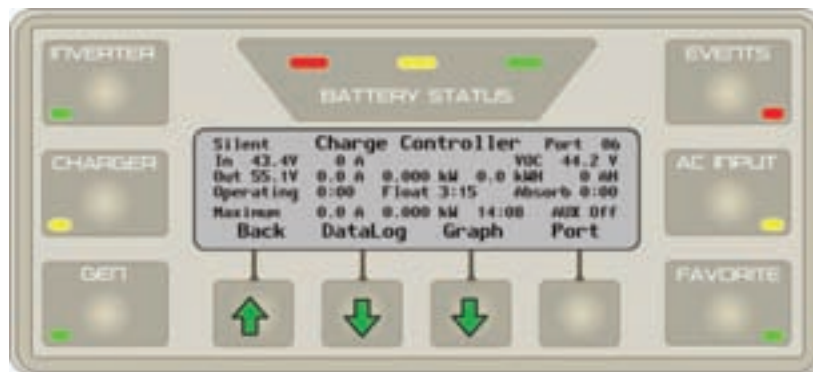 INVERTER
EVENTS
BATTERY STATUS
CHARGER
AC INPUT
Silent Charge Controller Port 06
In 43.4V 0 A VOC 44.2 V
Out 55.1V 0.0 A 0.000 kW 0.0 kWH 0 AH
Operating 0:00 Float 3:15 Absorb 0:00
Maximum 0.0 A 0.000 kW 14:08 AUX Off
Back DataLog Graph Port
GEN
FAVORITE